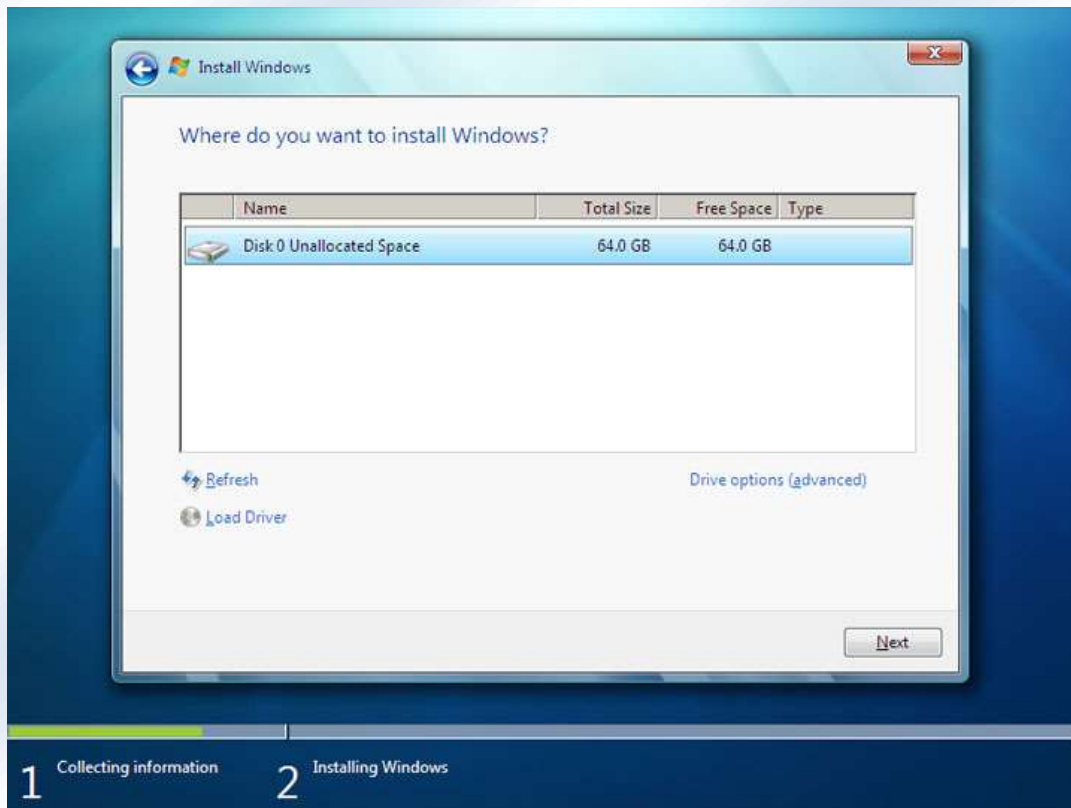 Install Windows
Where do you want to install Windows?
Name Total Size Free Space Type
Disk 0 Unallocated Space 64.0 GB 64.0 GB
Refresh Drive options (advanced)
Load Driver
Next
1 Collecting information 2 Installing Windows